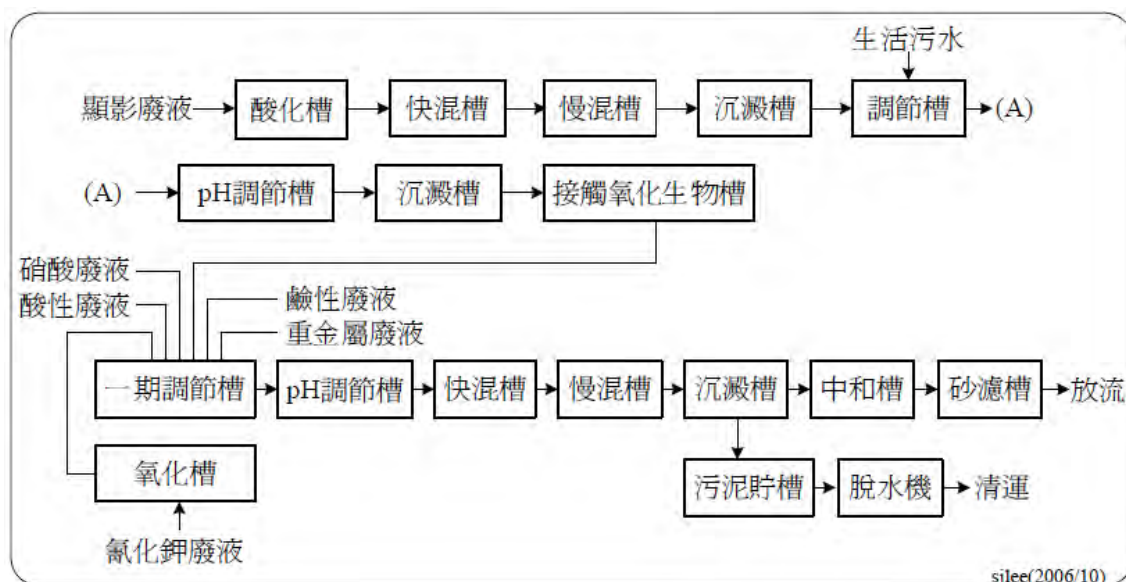 生活污水
顯影廢液 酸化槽 快混槽 慢混槽 沉澱槽 調節槽 (A)
(A) pH調節槽 沉澱槽 接觸氧化生物槽
硝酸廢液
酸性廢液
鹼性廢液
重金屬廢液
一期調節槽 pH調節槽 快混槽 慢混槽 沉澱槽 中和槽 砂濾槽 放流
氧化槽 污泥貯槽 脫水機 清運
氰化鉀廢液
silee(2006/10)